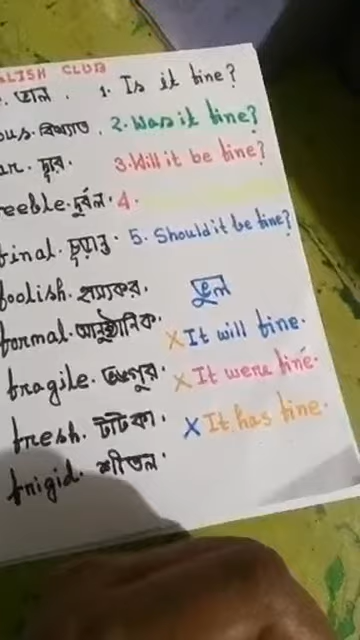 LISH CLUB
. ভাল . 1. Is it fine?
ous. বিখ্যাত . 2. Was it fine?
ar. দূর. 3. Will it be fine?
feeble. দুর্বল. 4.
final. চূড়ান্ত. 5. Should it be fine?
foolish. হাস্যকর. ভুল
formal. আনুষ্ঠানিক. X It will fine.
fragile. ভঙ্গুর. X It were fine.
fresh. টাটকা. X It has fine.
frigid. শীতল.